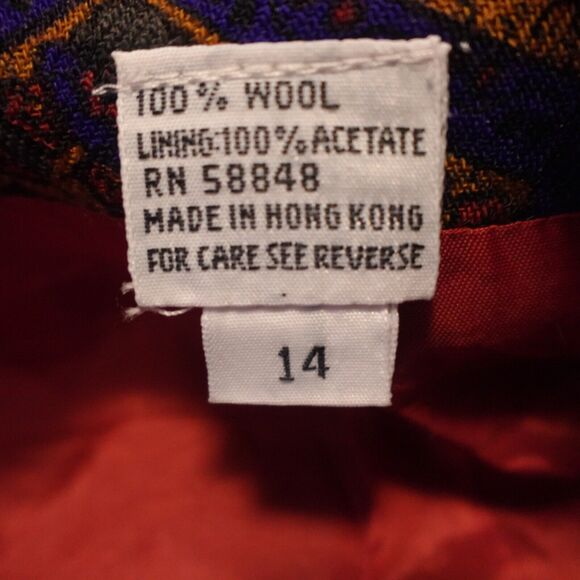 100% WOOL
LINING:100% ACETATE
RN 58848
MADE IN HONG KONG
FOR CARE SEE REVERSE
14